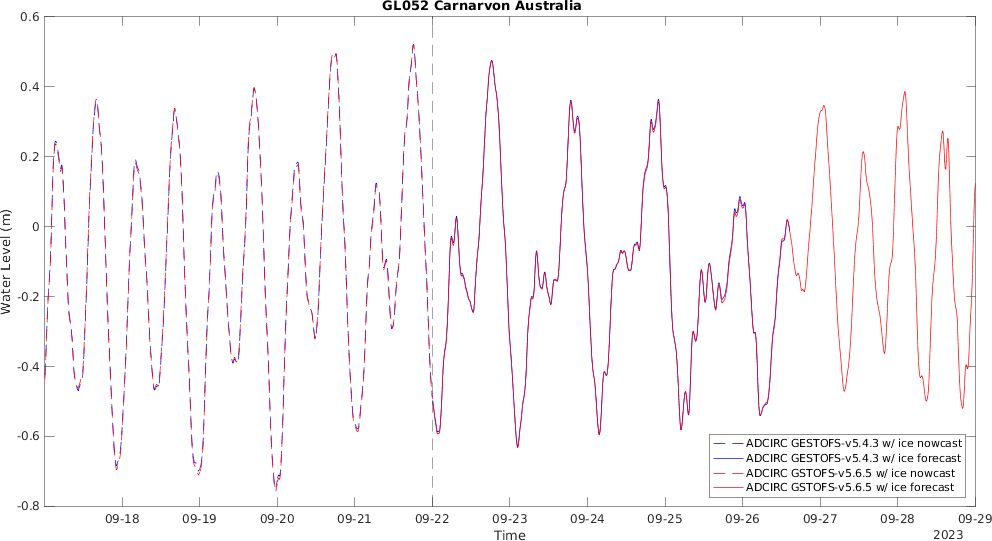 GL052 Carnarvon Australia
0.6
0.4
0.2
0
-0.2
-0.4
-0.6
-0.8
Water Level (m)
ADCIRC GESTOFS-v5.4.3 w/ ice nowcast
ADCIRC GESTOFS-v5.4.3 w/ ice forecast
ADCIRC GSTOFS-v5.6.5 w/ ice nowcast
ADCIRC GSTOFS-v5.6.5 w/ ice forecast
09-18 09-19 09-20 09-21 09-22 09-23 09-24 09-25 09-26 09-27 09-28 09-29
Time
2023